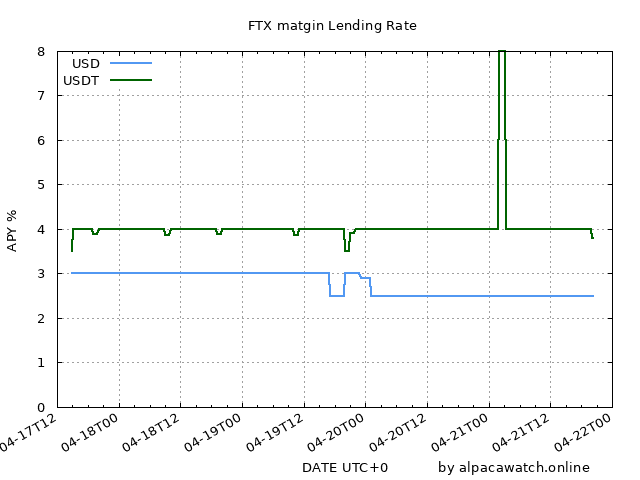 FTX matgin Lending Rate
USD
USDT
8
7
6
5
4
3
2
1
0
APY %
04-17T12
04-18T00
04-18T12
04-19T00
04-19T12
04-20T00
04-20T12
04-21T00
04-21T12
04-22T00
DATE UTC+0
by alpacawatch.online